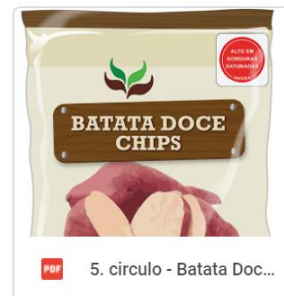 ALTO EM
GORDURAS
SATURADAS
BATATA DOCE
CHIPS
PDF
5. circulo - Batata Doc...